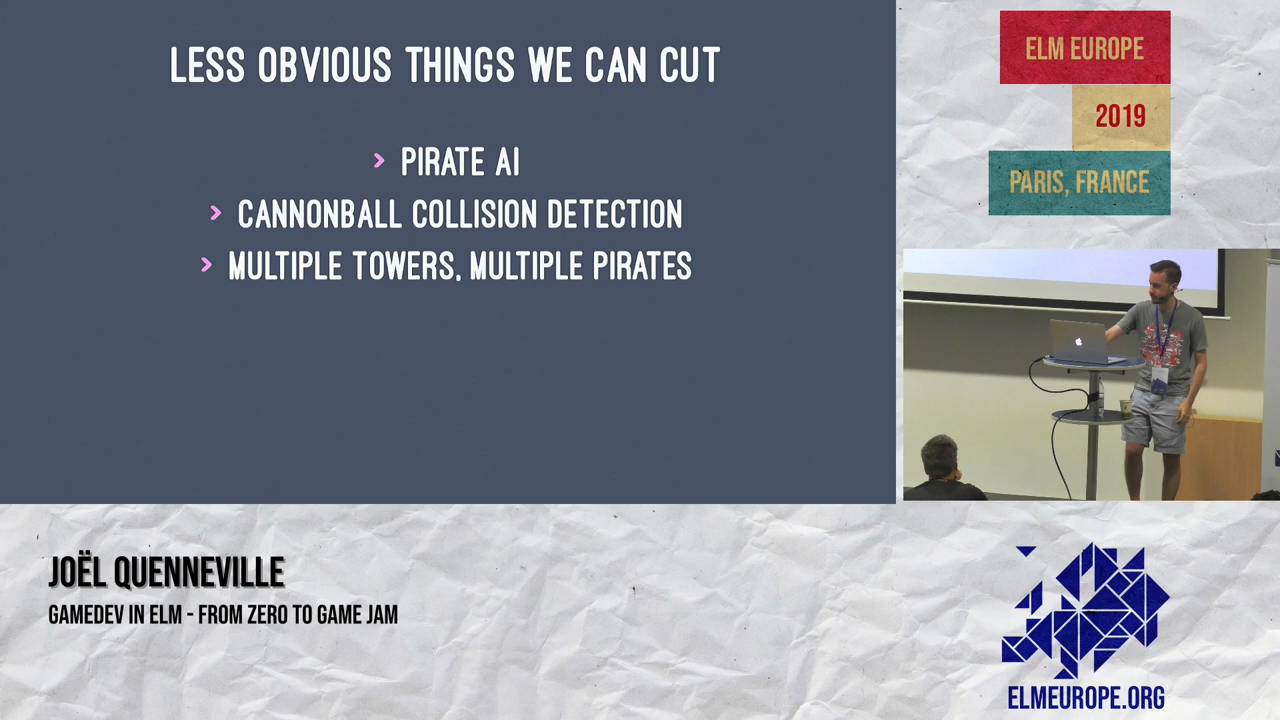 LESS OBVIOUS THINGS WE CAN CUT
> PIRATE AI
> CANNONBALL COLLISION DETECTION
> MULTIPLE TOWERS, MULTIPLE PIRATES
ELM EUROPE
2019
PARIS, FRANCE
JOËL QUENNEVILLE
GAMEDEV IN ELM - FROM ZERO TO GAME JAM
ELMEUROPE.ORG